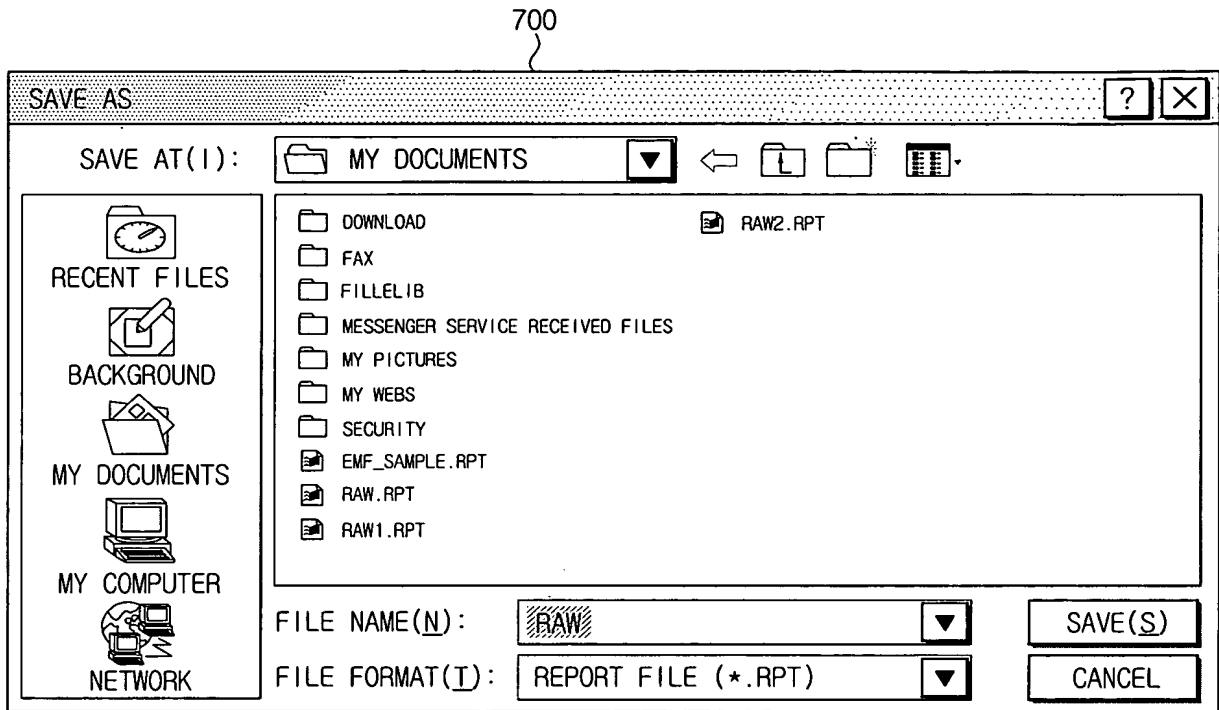 700
SAVE AS ? X
SAVE AT(I): MY DOCUMENTS
RECENT FILES
BACKGROUND
MY DOCUMENTS
MY COMPUTER
NETWORK
DOWNLOAD
FAX
FILLELIB
MESSENGER SERVICE RECEIVED FILES
MY PICTURES
MY WEBS
SECURITY
EMF_SAMPLE.RPT
RAW.RPT
RAW1.RPT
RAW2.RPT
FILE NAME(N): RAW SAVE(S)
FILE FORMAT(T): REPORT FILE (*.RPT) CANCEL